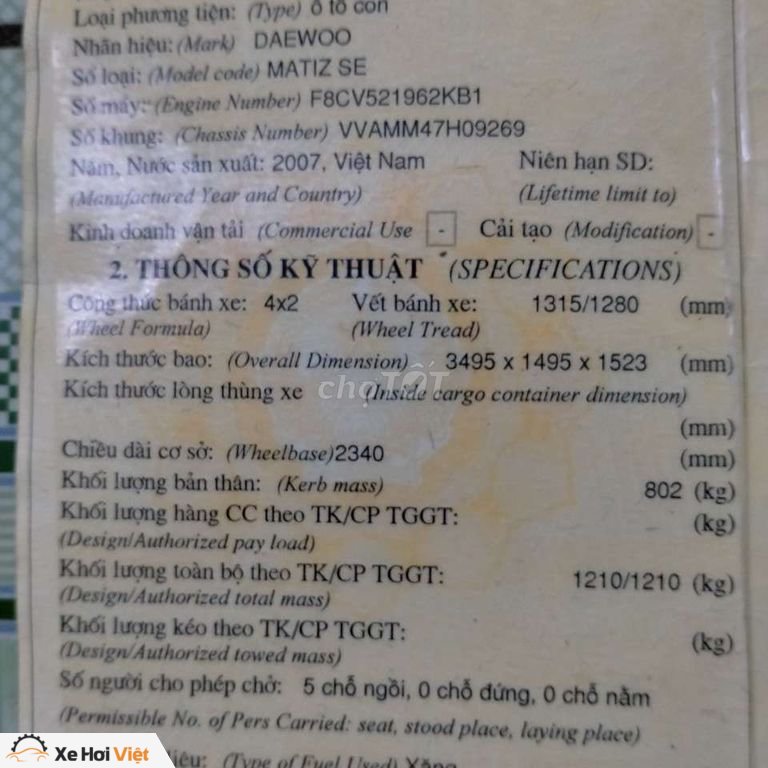 Loại phương tiện: (Type) ô tô con
Nhãn hiệu: (Mark) DAEWOO
Số loại: (Model code) MATIZ SE
Số máy: (Engine Number) F8CV521962KB1
Số khung: (Chassis Number) VVAMM47H09269
Năm, Nước sản xuất: 2007, Việt Nam Niên hạn SD:
(Manufactured Year and Country) (Lifetime limit to)
Kinh doanh vận tải (Commercial Use - Cải tạo (Modification) -
2. THÔNG SỐ KỸ THUẬT (SPECIFICATIONS)
Công thức bánh xe: 4x2 Vết bánh xe: 1315/1280 (mm)
(Wheel Formula) (Wheel Tread)
Kích thước bao: (Overall Dimension) 3495 x 1495 x 1523 (mm)
chợTỐT
Kích thước lòng thùng xe (Inside cargo container dimension)
(mm)
Chiều dài cơ sở: (Wheelbase)2340 (mm)
Khối lượng bản thân: (Kerb mass) 802 (kg)
Khối lượng hàng CC theo TK/CP TGGT: (kg)
(Design/Authorized pay load)
Khối lượng toàn bộ theo TK/CP TGGT: 1210/1210 (kg)
(Design/Authorized total mass)
Khối lượng kéo theo TK/CP TGGT: (kg)
(Design/Authorized towed mass)
Số người cho phép chở: 5 chỗ ngồi, 0 chỗ đứng, 0 chỗ nằm
(Permissible No. of Pers Carried: seat, stood place, laying place)
liệu: (Type of Fuel Used) Xăng
Xe Hơi Việt